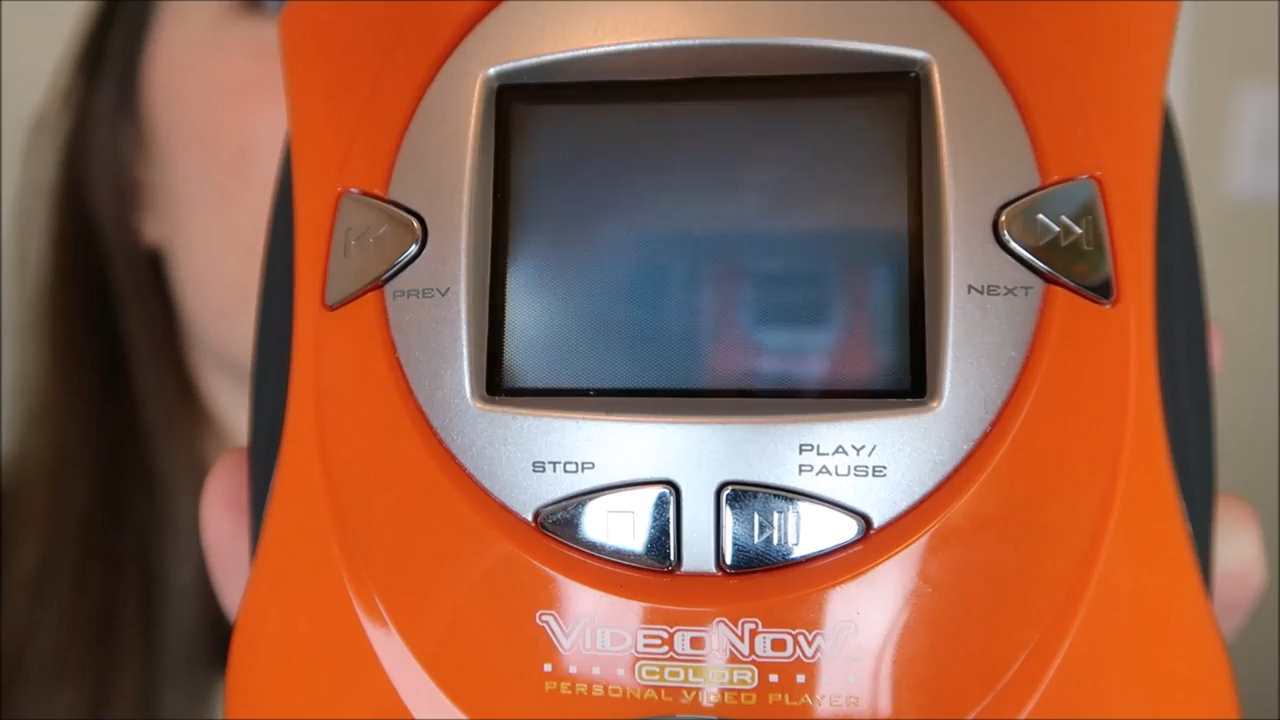 PREV
NEXT
STOP
PLAY/
PAUSE
VIDEONOW
COLOR
PERSONAL VIDEO PLAYER